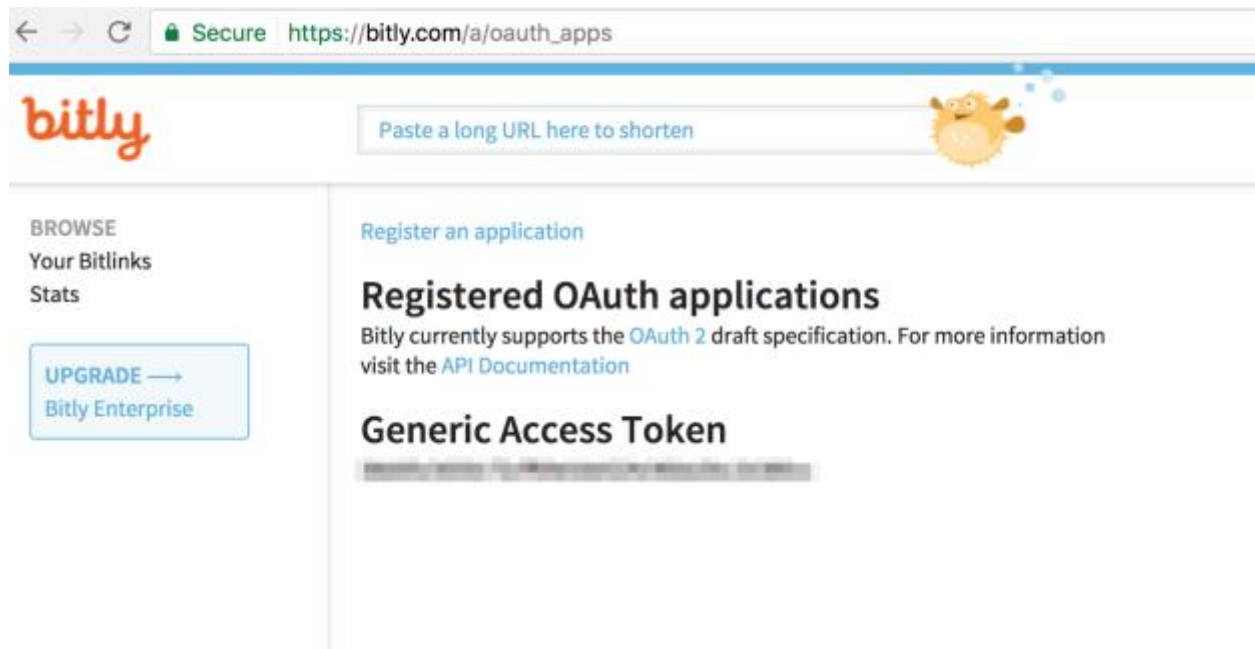 Secure https://bitly.com/a/oauth_apps
bitly
Paste a long URL here to shorten
BROWSE
Your Bitlinks
Stats
UPGRADE →
Bitly Enterprise
Register an application
Registered OAuth applications
Bitly currently supports the OAuth 2 draft specification. For more information
visit the API Documentation
Generic Access Token